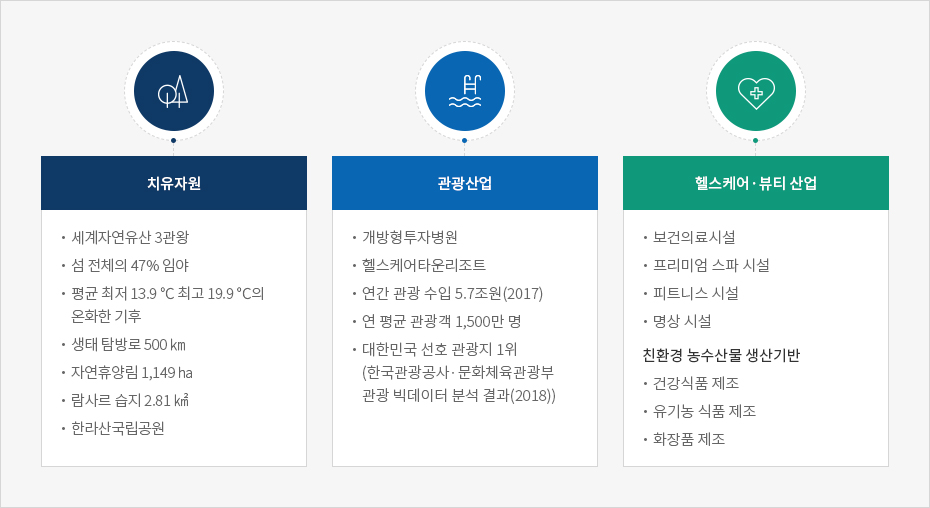 치유자원
· 세계자연유산 3관왕
· 섬 전체의 47% 임야
· 평균 최저 13.9 ℃ 최고 19.9 ℃의
온화한 기후
· 생태 탐방로 500 ㎞
· 자연휴양림 1,149 ha
· 람사르 습지 2.81 ㎢
· 한라산국립공원
관광산업
· 개방형투자병원
· 헬스케어타운리조트
· 연간 관광 수입 5.7조원(2017)
· 연 평균 관광객 1,500만 명
· 대한민국 선호 관광지 1위
(한국관광공사 · 문화체육관광부
관광 빅데이터 분석 결과(2018))
헬스케어 · 뷰티 산업
· 보건의료시설
· 프리미엄 스파 시설
· 피트니스 시설
· 명상 시설
친환경 농수산물 생산기반
· 건강식품 제조
· 유기농 식품 제조
· 화장품 제조